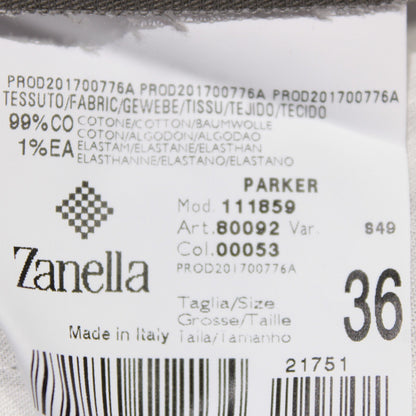 PROD201700776A PROD201700776A PROD201700776A
TESSUTO/FABRIC/GEWEBE/TISSU/TEJIDO/TECIDO
99%CO COTONE/COTTON/BAUMWOLLE
COTON/ALGODON/ALGODAO
1%EA ELASTAM/ELASTANE/ELASTHAN
ELASTHANNE/ELASTANO/ELASTANO
PARKER
Mod. 111859
Art. 80092 Var. S49
Col. 00053
PROD201700776A
Zanella
Taglia/Size
Grosse/Taille
Talla/Tamanho
36
Made in Italy
21751